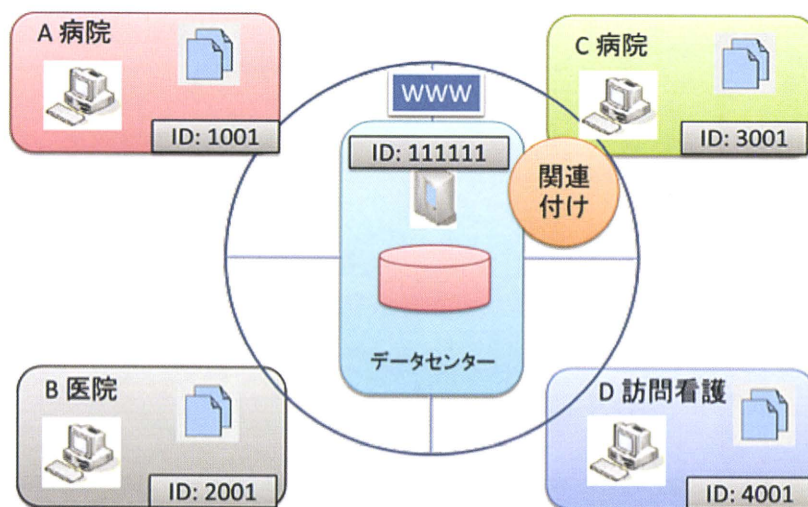 A 病院
ID: 1001
C 病院
ID: 3001
WWW
ID: 111111
関連
付け
データセンター
B 医院
ID: 2001
D 訪問看護
ID: 4001